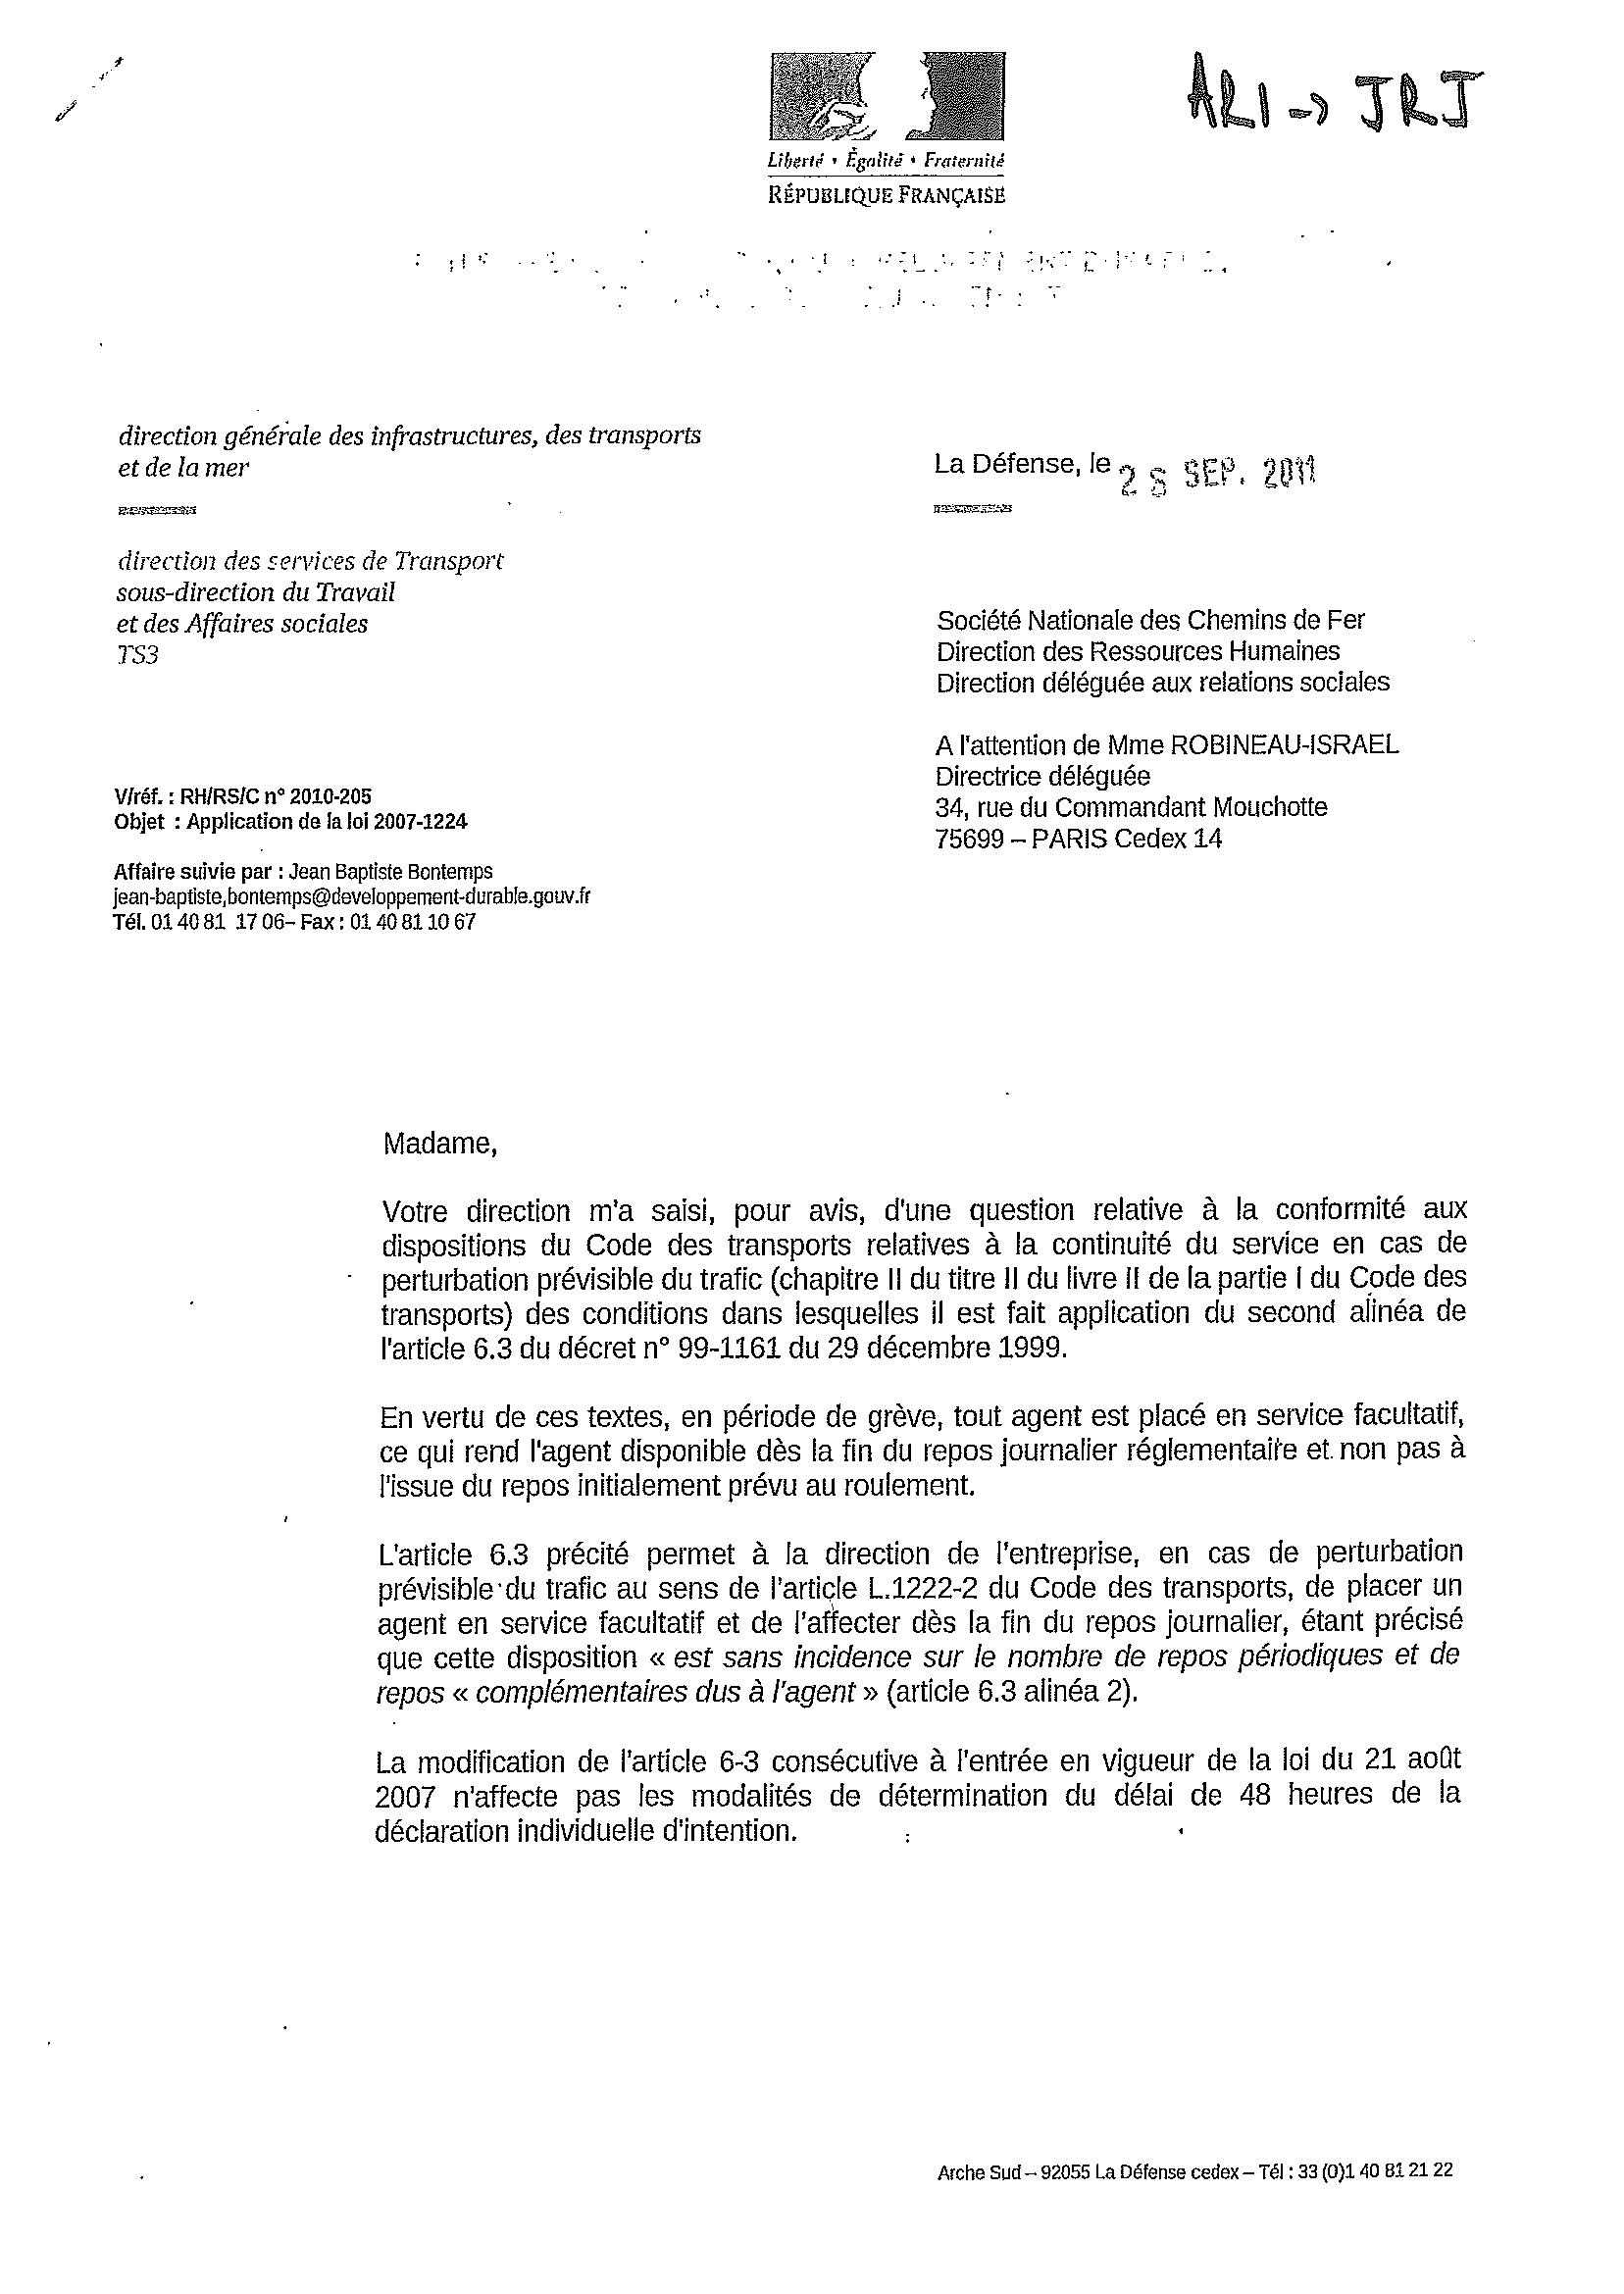 ARI -> JRJ
Liberté • Égalité • Fraternité
RÉPUBLIQUE FRANÇAISE
direction générale des infrastructures, des transports
et de la mer
La Défense, le SEP. 2011
direction des services de Transport
sous-direction du Travail
et des Affaires sociales
TS3
Société Nationale des Chemins de Fer
Direction des Ressources Humaines
Direction déléguée aux relations sociales
A l'attention de Mme ROBINEAU-ISRAEL
Directrice déléguée
34, rue du Commandant Mouchotte
75699 – PARIS Cedex 14
V/réf. : RH/RS/C n° 2010-205
Objet : Application de la loi 2007-1224
Affaire suivie par : Jean Baptiste Bontemps
jean-baptiste.bontemps@developpement-durable.gouv.fr
Tél. 01 40 81 17 06– Fax : 01 40 81 10 67
Madame,
Votre direction m'a saisi, pour avis, d'une question relative à la conformité aux
dispositions du Code des transports relatives à la continuité du service en cas de
perturbation prévisible du trafic (chapitre II du titre II du livre II de la partie I du Code des
transports) des conditions dans lesquelles il est fait application du second alinéa de
l'article 6.3 du décret n° 99-1161 du 29 décembre 1999.
En vertu de ces textes, en période de grève, tout agent est placé en service facultatif,
ce qui rend l'agent disponible dès la fin du repos journalier réglementaire et non pas à
l'issue du repos initialement prévu au roulement.
L'article 6.3 précité permet à la direction de l'entreprise, en cas de perturbation
prévisible du trafic au sens de l'article L.1222-2 du Code des transports, de placer un
agent en service facultatif et de l'affecter dès la fin du repos journalier, étant précisé
que cette disposition « est sans incidence sur le nombre de repos périodiques et de
repos « complémentaires dus à l'agent » (article 6.3 alinéa 2).
La modification de l'article 6-3 consécutive à l'entrée en vigueur de la loi du 21 août
2007 n'affecte pas les modalités de détermination du délai de 48 heures de la
déclaration individuelle d'intention.
Arche Sud – 92055 La Défense cedex – Tél : 33 (0)1 40 81 21 22